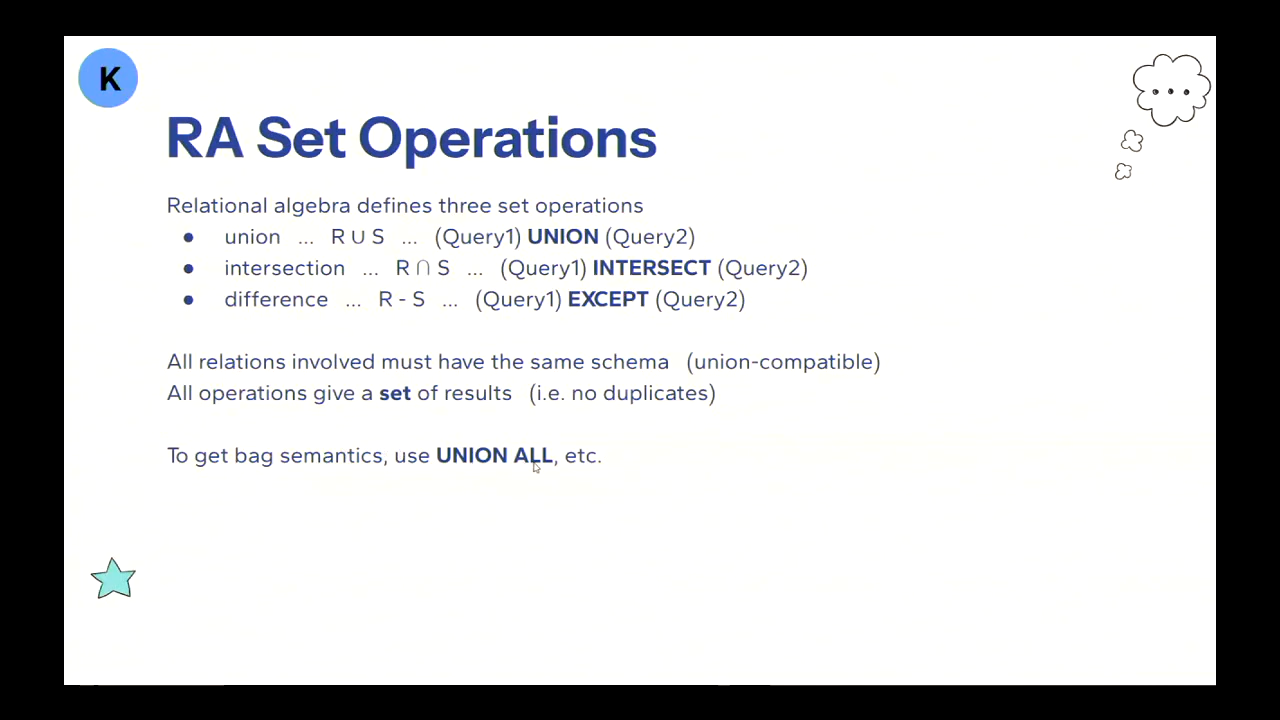 K
RA Set Operations
Relational algebra defines three set operations
● union ... R ∪ S ... (Query1) UNION (Query2)
● intersection ... R ∩ S ... (Query1) INTERSECT (Query2)
● difference ... R - S ... (Query1) EXCEPT (Query2)
All relations involved must have the same schema (union-compatible)
All operations give a set of results (i.e. no duplicates)
To get bag semantics, use UNION ALL, etc.